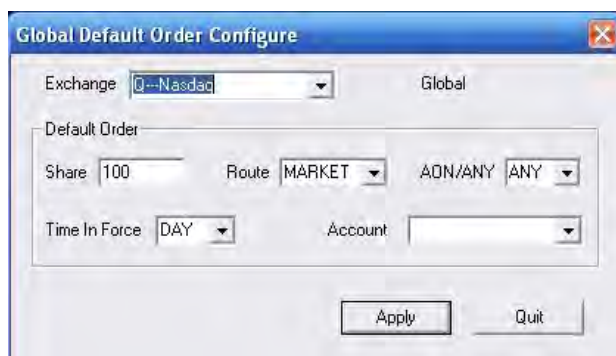 Global Default Order Configure
Exchange Q---Nasdaq Global
Default Order
Share 100 Route MARKET AON/ANY ANY
Time In Force DAY Account
Apply Quit